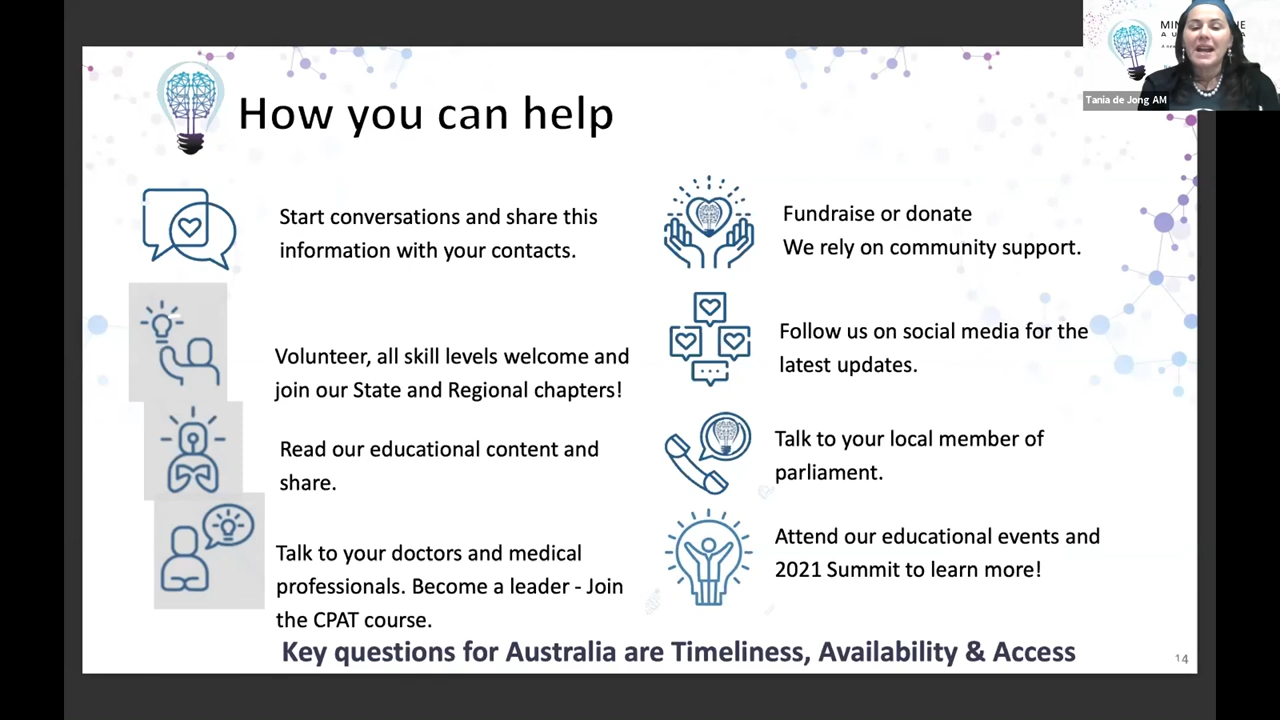 How you can help
Start conversations and share this
information with your contacts.
Volunteer, all skill levels welcome and
join our State and Regional chapters!
Read our educational content and
share.
Talk to your doctors and medical
professionals. Become a leader - Join
the CPAT course.
Fundraise or donate
We rely on community support.
Follow us on social media for the
latest updates.
Talk to your local member of
parliament.
Attend our educational events and
2021 Summit to learn more!
Key questions for Australia are Timeliness, Availability & Access
14
Tania de Jong AM